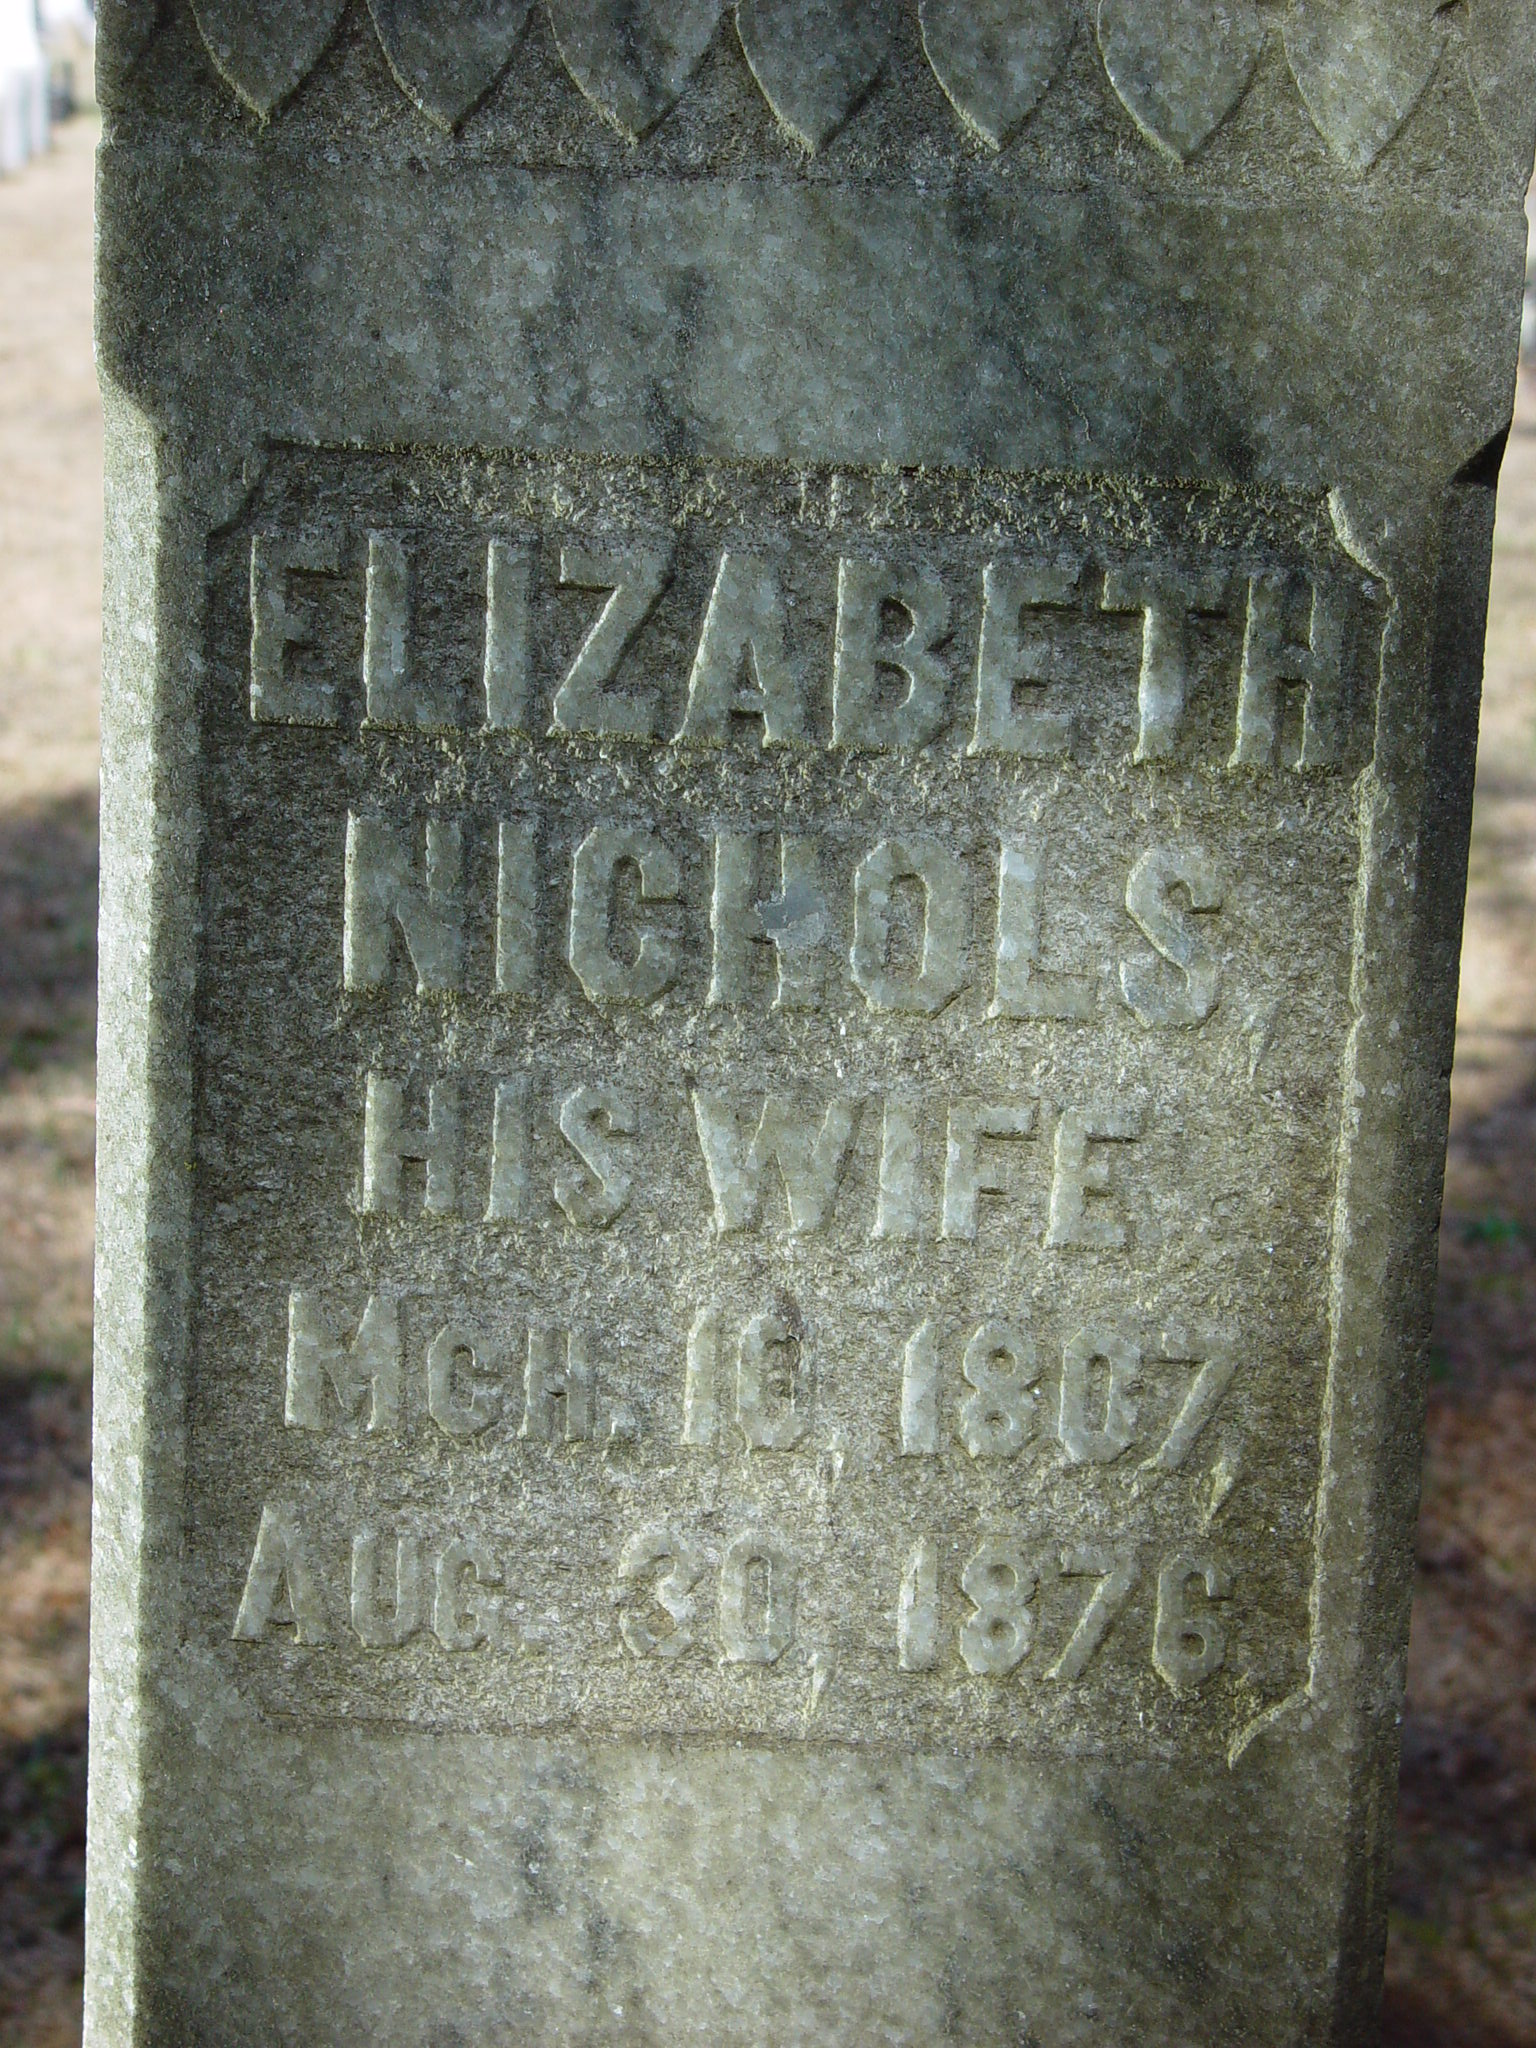 ELIZABETH
NICHOLS,
HIS WIFE
MCH. 10, 1807,
AUG. 30, 1876